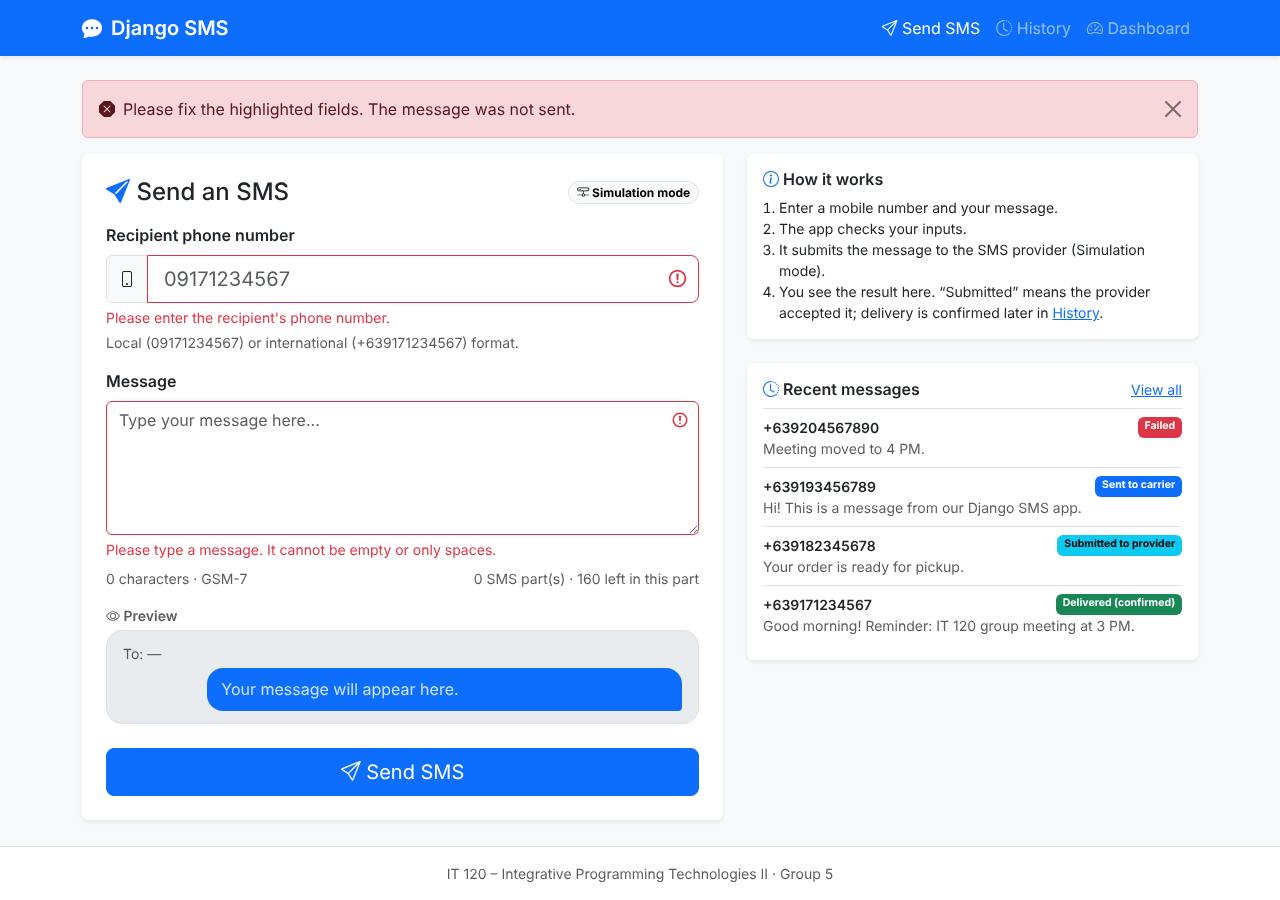 Django SMS
Send SMS
History
Dashboard
Please fix the highlighted fields. The message was not sent.
Send an SMS
Simulation mode
Recipient phone number
09171234567
Please enter the recipient's phone number.
Local (09171234567) or international (+639171234567) format.
Message
Type your message here...
Please type a message. It cannot be empty or only spaces.
0 characters · GSM-7
0 SMS part(s) · 160 left in this part
Preview
To: —
Your message will appear here.
Send SMS
How it works
1. Enter a mobile number and your message.
2. The app checks your inputs.
3. It submits the message to the SMS provider (Simulation
mode).
4. You see the result here. “Submitted” means the provider
accepted it; delivery is confirmed later in History.
Recent messages
View all
+639204567890
Failed
Meeting moved to 4 PM.
+639193456789
Sent to carrier
Hi! This is a message from our Django SMS app.
+639182345678
Submitted to provider
Your order is ready for pickup.
+639171234567
Delivered (confirmed)
Good morning! Reminder: IT 120 group meeting at 3 PM.
IT 120 – Integrative Programming Technologies II · Group 5